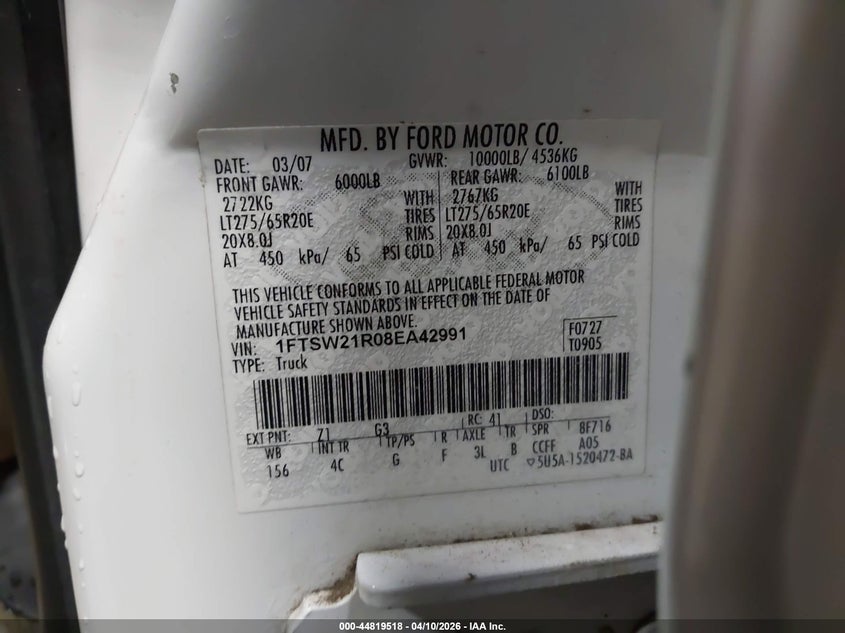 MFD. BY FORD MOTOR CO.
DATE: 03/07 GVWR: 10000LB/ 4536KG
FRONT GAWR: 6000LB REAR GAWR: 6100LB
2722KG WITH 2767KG WITH
LT275/65R20E TIRES LT275/65R20E TIRES
20X8.0J RIMS 20X8.0J RIMS
AT 450 kPa/ 65 PSI COLD AT 450 kPa/ 65 PSI COLD
THIS VEHICLE CONFORMS TO ALL APPLICABLE FEDERAL MOTOR
VEHICLE SAFETY STANDARDS IN EFFECT ON THE DATE OF
MANUFACTURE SHOWN ABOVE.
VIN: 1FTSW21R08EA42991 F0727
TYPE: Truck T0905
EXT PNT: Z1 G3 RC: 41 DSO:
WB INT TR TP/PS R AXLE TR SPR 8F716
156 4C G F 3L B CCFF A05
UTC 5U5A-1520472-BA
000-44819518 - 04/10/2026 - IAA Inc.